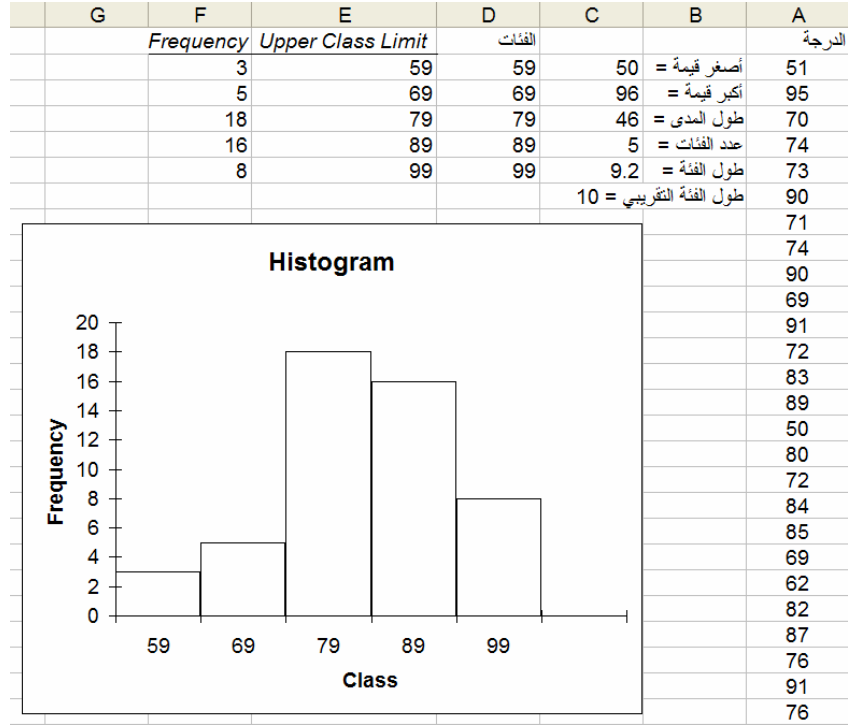 G F E D C B A
Frequency Upper Class Limit الفئات الدرجة
3 59 59 50 أصغر قيمة = 51
5 69 69 96 أكبر قيمة = 95
18 79 79 46 طول المدى = 70
16 89 89 5 عدد الفئات = 74
8 99 99 9.2 طول الفئة = 73
طول الفئة التقريبي = 10 90
71
74
90
69
91
72
83
89
50
80
72
84
85
69
62
82
87
76
91
76
Histogram
Frequency
20
18
16
14
12
10
8
6
4
2
0
59 69 79 89 99
Class